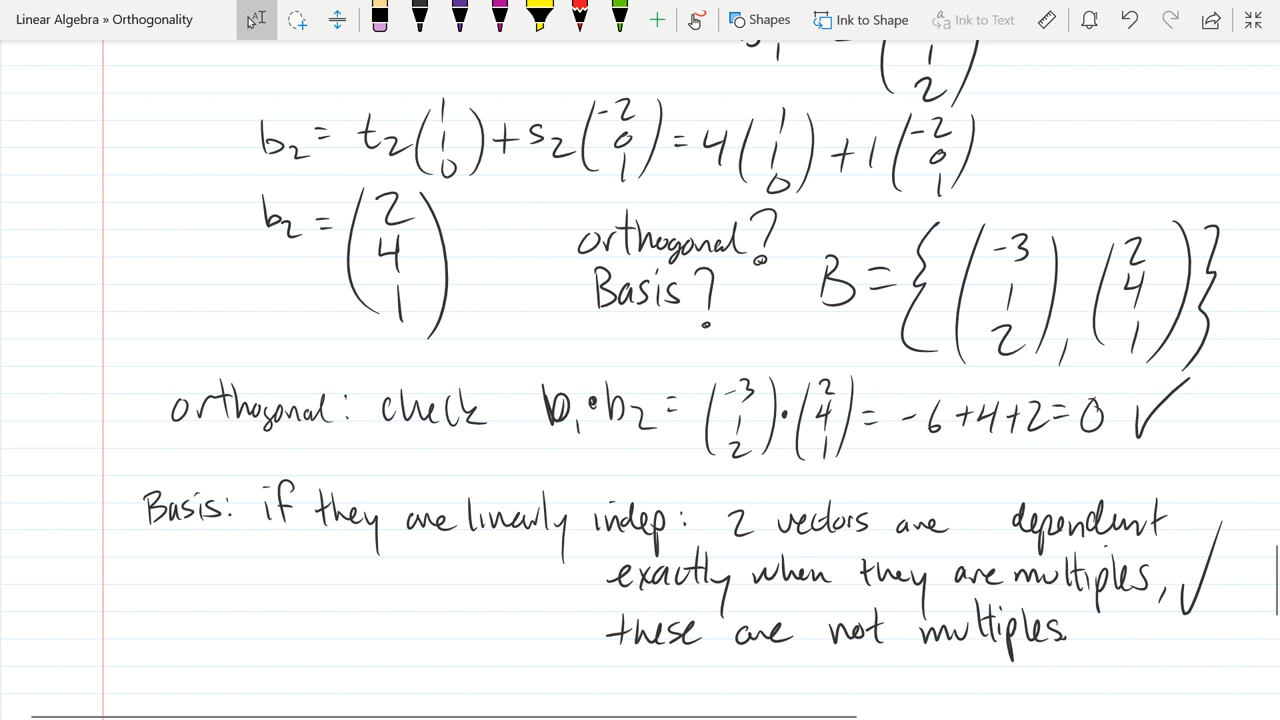 Linear Algebra » Orthogonality
Shapes
Ink to Shape
Ink to Text
1
1
2
b₂ = t₂ (1 1 0) + s₂ (-2 0 1) = 4 (1 1 0) + 1 (-2 0 1)
b₂ = (2 4 1)
orthogonal?
Basis?
B = { (-3 1 2), (2 4 1) }
orthogonal: check b₁ • b₂ = (-3 1 2) · (2 4 1) = -6 +4 +2 = 0 ✓
Basis: if they are linearly indep: 2 vectors are dependent
exactly when they are multiples, ✓
these are not multiples.